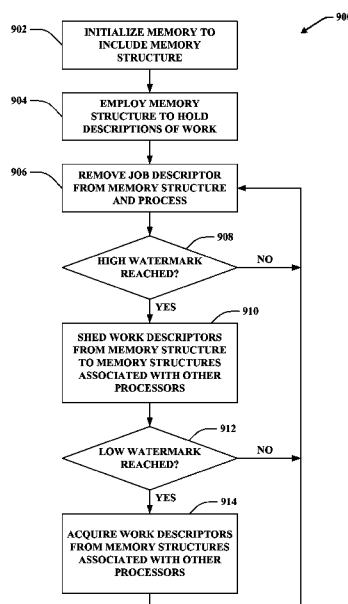 900
902
INITIALIZE MEMORY TO
INCLUDE MEMORY
STRUCTURE
904
EMPLOY MEMORY
STRUCTURE TO HOLD
DESCRIPTIONS OF WORK
906
REMOVE JOB DESCRIPTOR
FROM MEMORY STRUCTURE
AND PROCESS
908
HIGH WATERMARK
REACHED?
NO
YES
910
SHED WORK DESCRIPTORS
FROM MEMORY STRUCTURE
TO MEMORY STRUCTURES
ASSOCIATED WITH OTHER
PROCESSORS
912
LOW WATERMARK
REACHED?
NO
YES
914
ACQUIRE WORK DESCRIPTORS
FROM MEMORY STRUCTURES
ASSOCIATED WITH OTHER
PROCESSORS